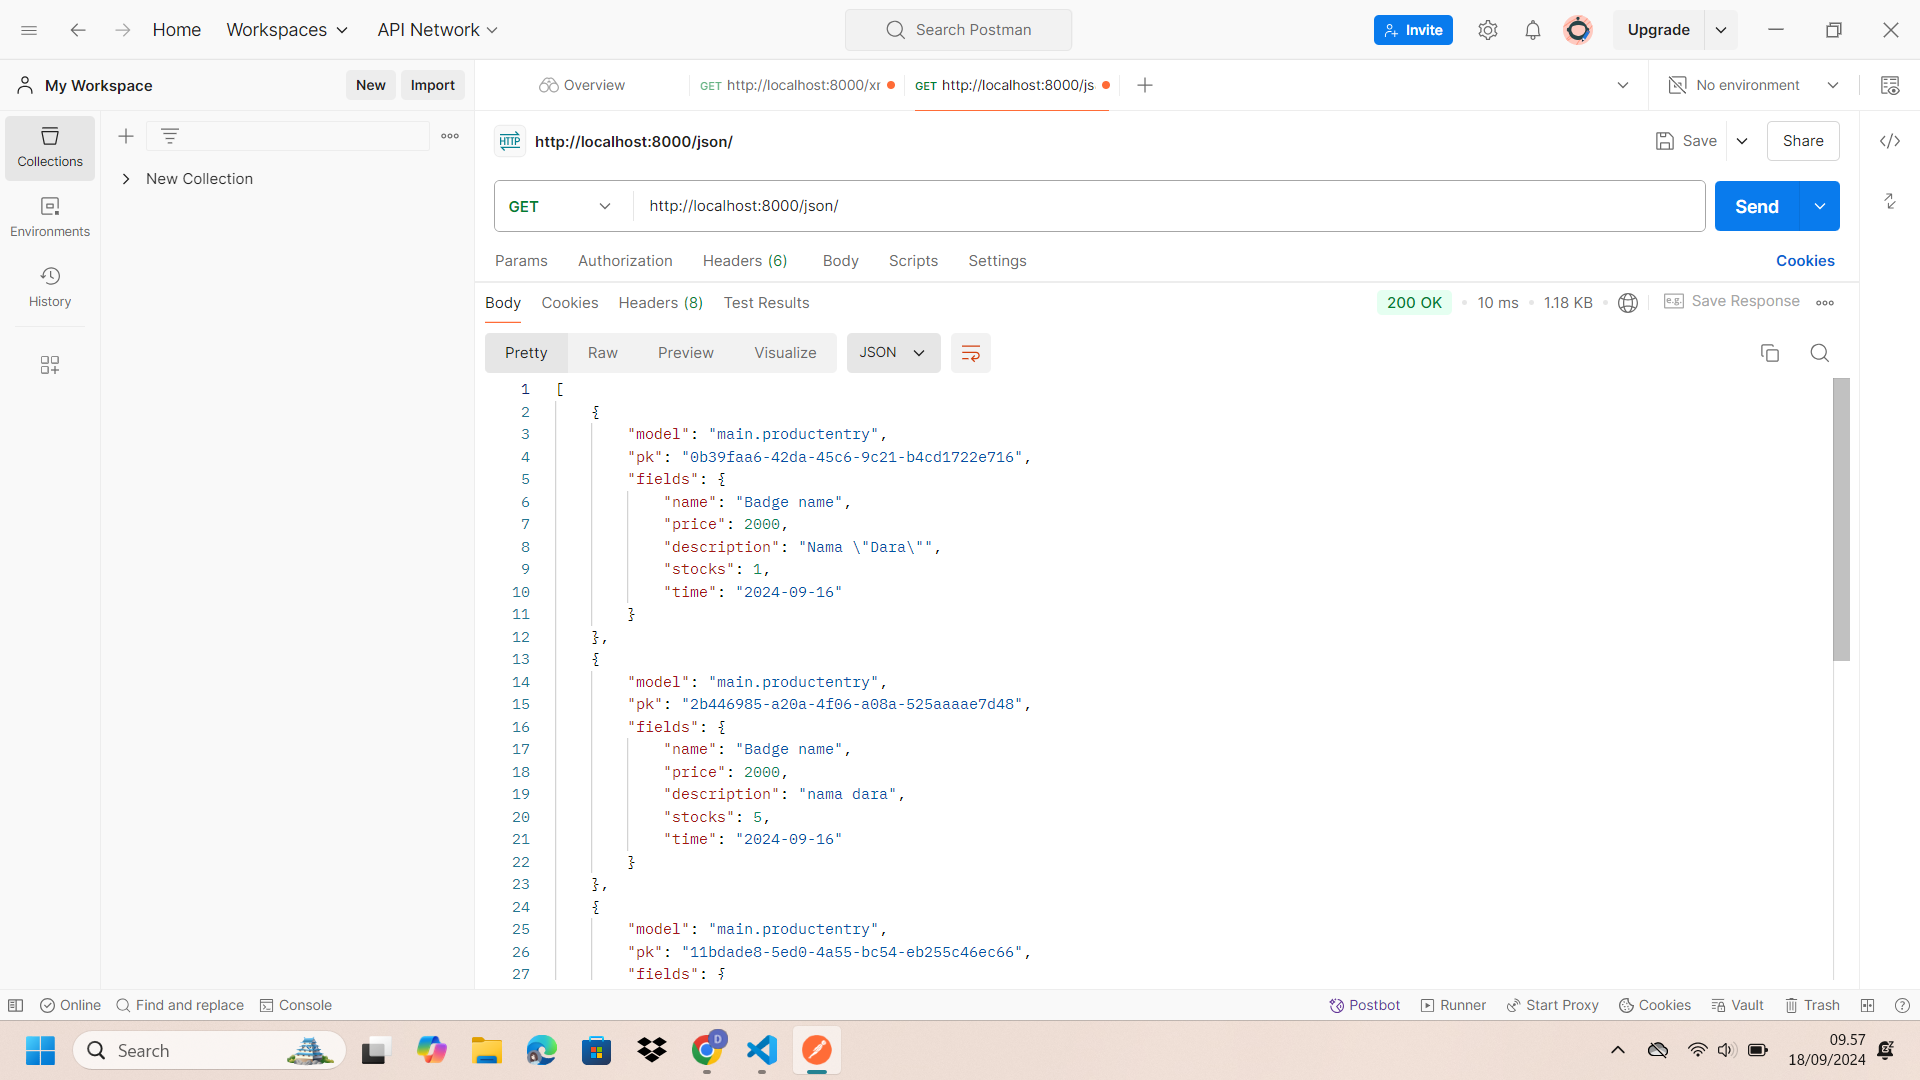 Home Workspaces API Network Search Postman Invite Upgrade
My Workspace New Import Overview GET http://localhost:8000/xr GET http://localhost:8000/js No environment
Collections
Environments
History
New Collection
HTTP http://localhost:8000/json/ Save Share
GET http://localhost:8000/json/ Send
Params Authorization Headers (6) Body Scripts Settings Cookies
Body Cookies Headers (8) Test Results 200 OK 10 ms 1.18 KB e.g. Save Response
Pretty Raw Preview Visualize JSON
1 [
2 {
3 "model": "main.productentry",
4 "pk": "0b39faa6-42da-45c6-9c21-b4cd1722e716",
5 "fields": {
6 "name": "Badge name",
7 "price": 2000,
8 "description": "Nama \"Dara\"",
9 "stocks": 1,
10 "time": "2024-09-16"
11 }
12 },
13 {
14 "model": "main.productentry",
15 "pk": "2b446985-a20a-4f06-a08a-525aaaae7d48",
16 "fields": {
17 "name": "Badge name",
18 "price": 2000,
19 "description": "nama dara",
20 "stocks": 5,
21 "time": "2024-09-16"
22 }
23 },
24 {
25 "model": "main.productentry",
26 "pk": "11bdade8-5ed0-4a55-bc54-eb255c46ec66",
27 "fields": {
Online Find and replace Console Postbot Runner Start Proxy Cookies Vault Trash
Search D 09.57
18/09/2024